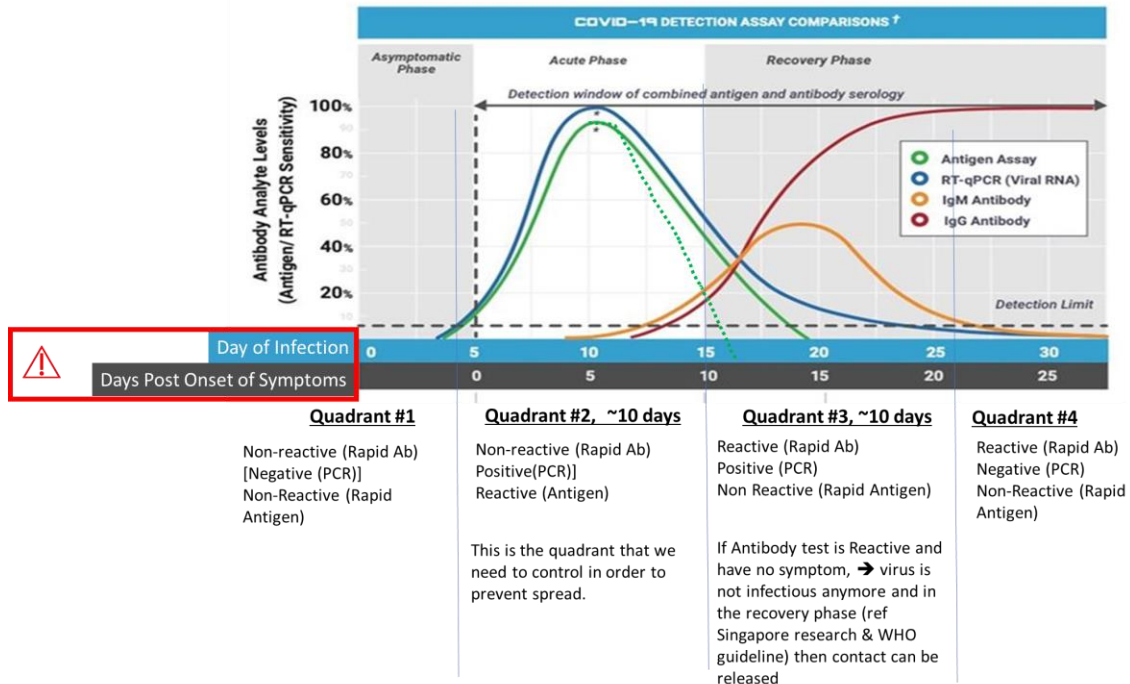 COVID–19 DETECTION ASSAY COMPARISONS †
Asymptomatic
Phase
Acute Phase
Recovery Phase
Detection window of combined antigen and antibody serology
Antibody Analyte Levels
(Antigen/ RT-qPCR Sensitivity)
100%
90
80%
60%
50
40%
30
20%
10
*
*
Antigen Assay
RT-qPCR (Viral RNA)
IgM Antibody
IgG Antibody
Detection Limit
Day of Infection
0 5 10 15 20 25 30
Days Post Onset of Symptoms
0 5 10 15 20 25
Quadrant #1
Non-reactive (Rapid Ab)
[Negative (PCR)]
Non-Reactive (Rapid
Antigen)
Quadrant #2, ~10 days
Non-reactive (Rapid Ab)
Positive(PCR)]
Reactive (Antigen)
This is the quadrant that we
need to control in order to
prevent spread.
Quadrant #3, ~10 days
Reactive (Rapid Ab)
Positive (PCR)
Non Reactive (Rapid Antigen)
If Antibody test is Reactive and
have no symptom, ➔ virus is
not infectious anymore and in
the recovery phase (ref
Singapore research & WHO
guideline) then contact can be
released
Quadrant #4
Reactive (Rapid Ab)
Negative (PCR)
Non-Reactive (Rapid
Antigen)